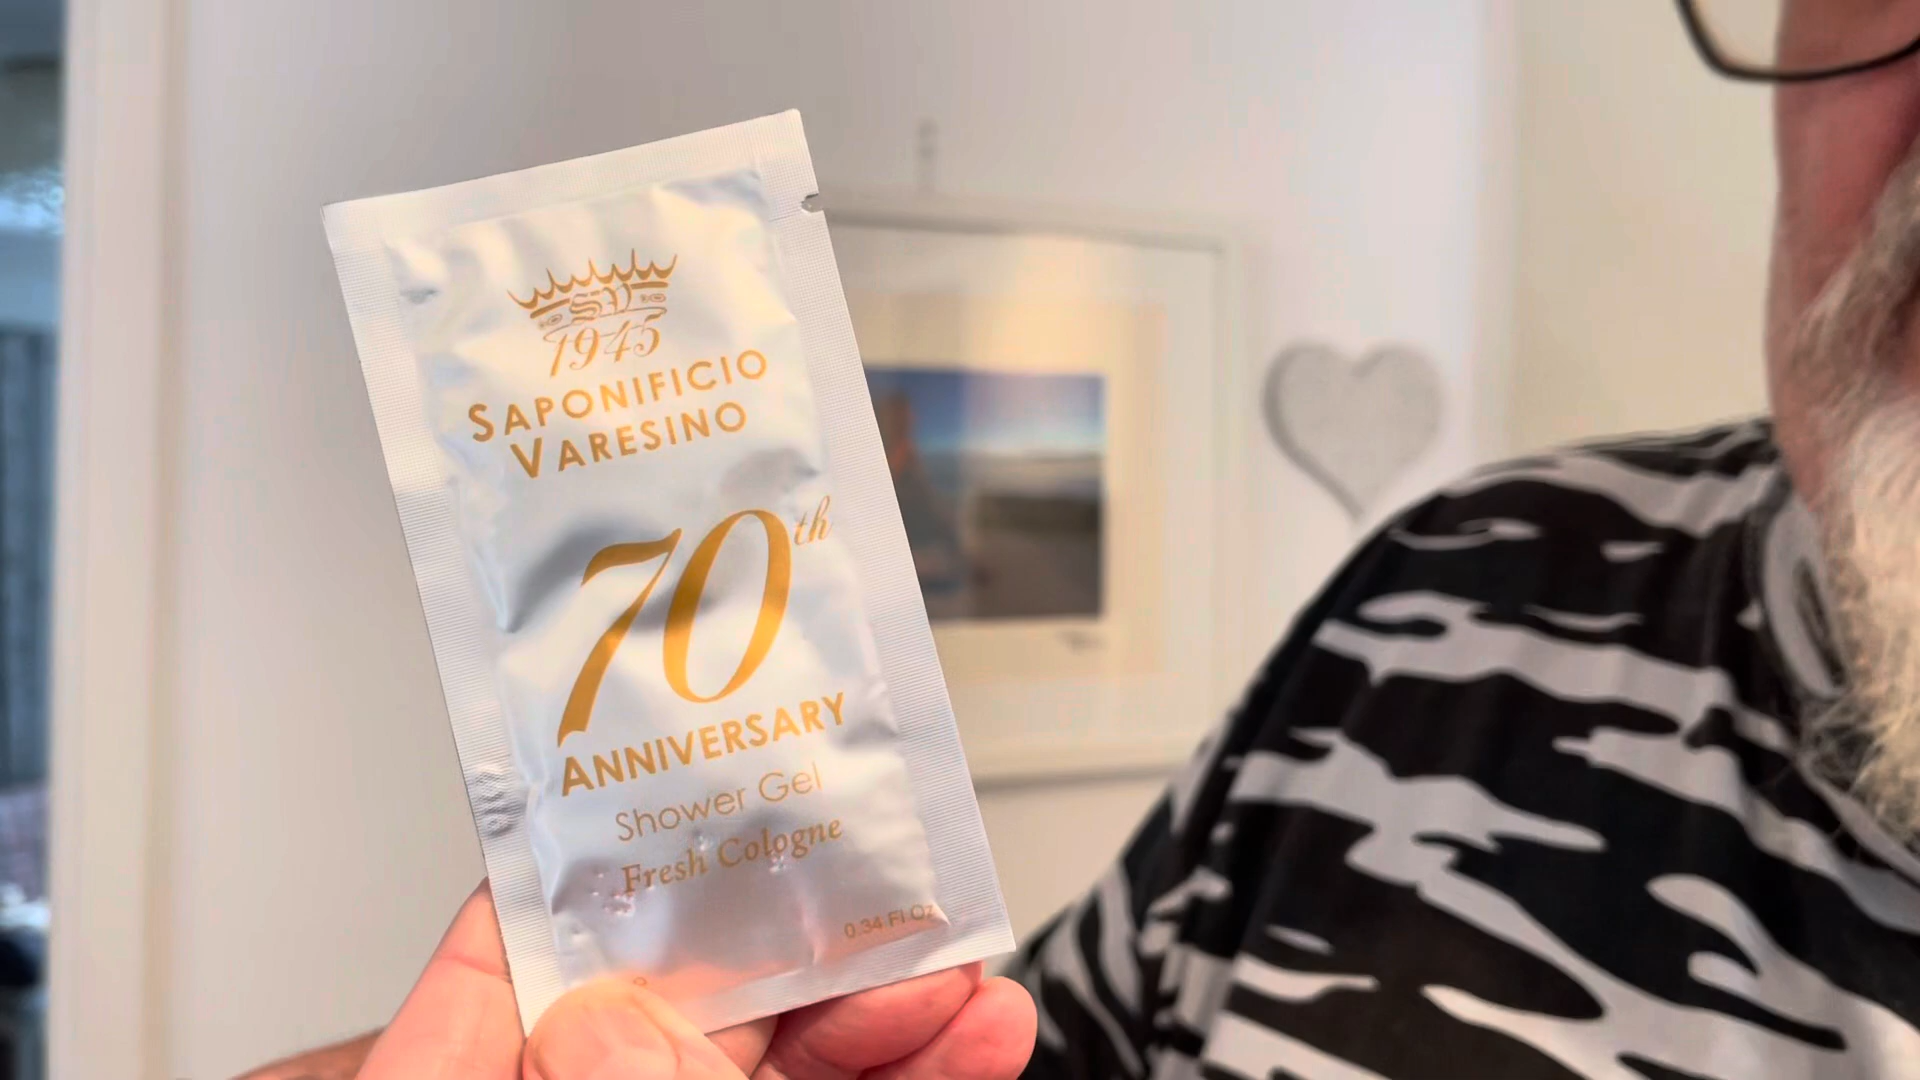 SV
1945
SAPONIFICIO
VARESINO
70th
ANNIVERSARY
Shower Gel
Fresh Cologne
0.34 Fl Oz